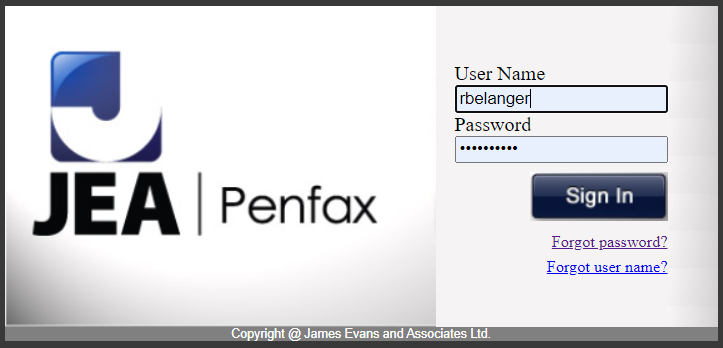 JEA | Penfax
User Name
rbelanger
Password
••••••••••
Sign In
Forgot password?
Forgot user name?
Copyright @ James Evans and Associates Ltd.